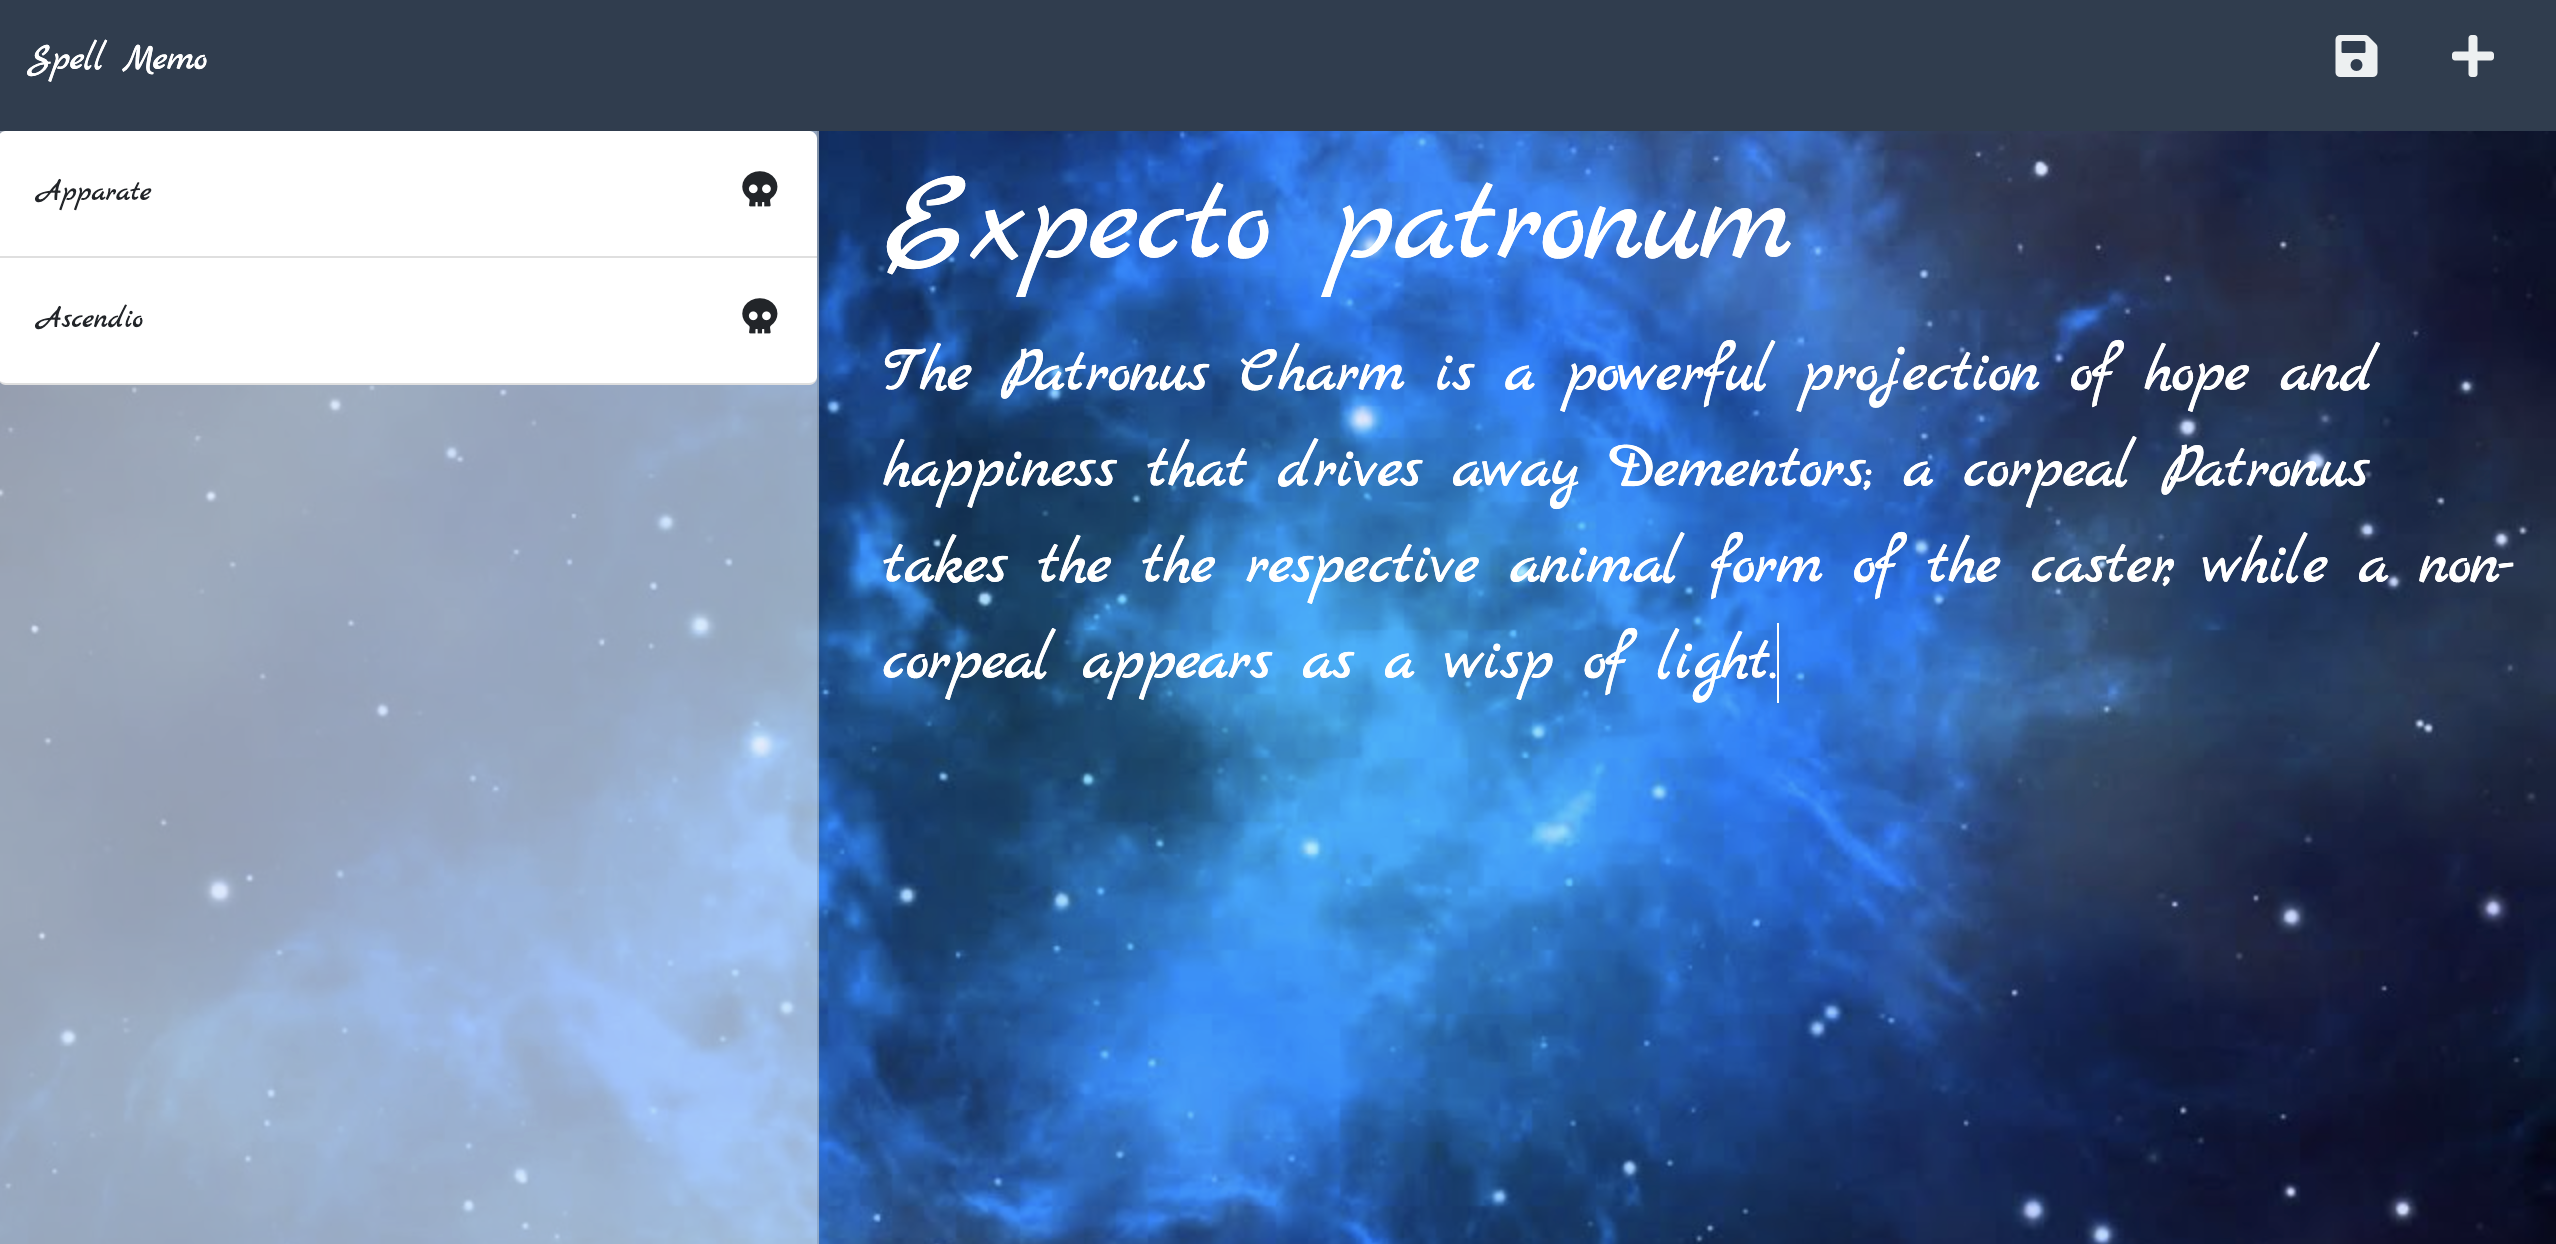 Spell Memo
Apparate
Ascendio
Expecto patronum
The Patronus Charm is a powerful projection of hope and
happiness that drives away Dementors; a corpeal Patronus
takes the the respective animal form of the caster, while a non-
corpeal appears as a wisp of light.